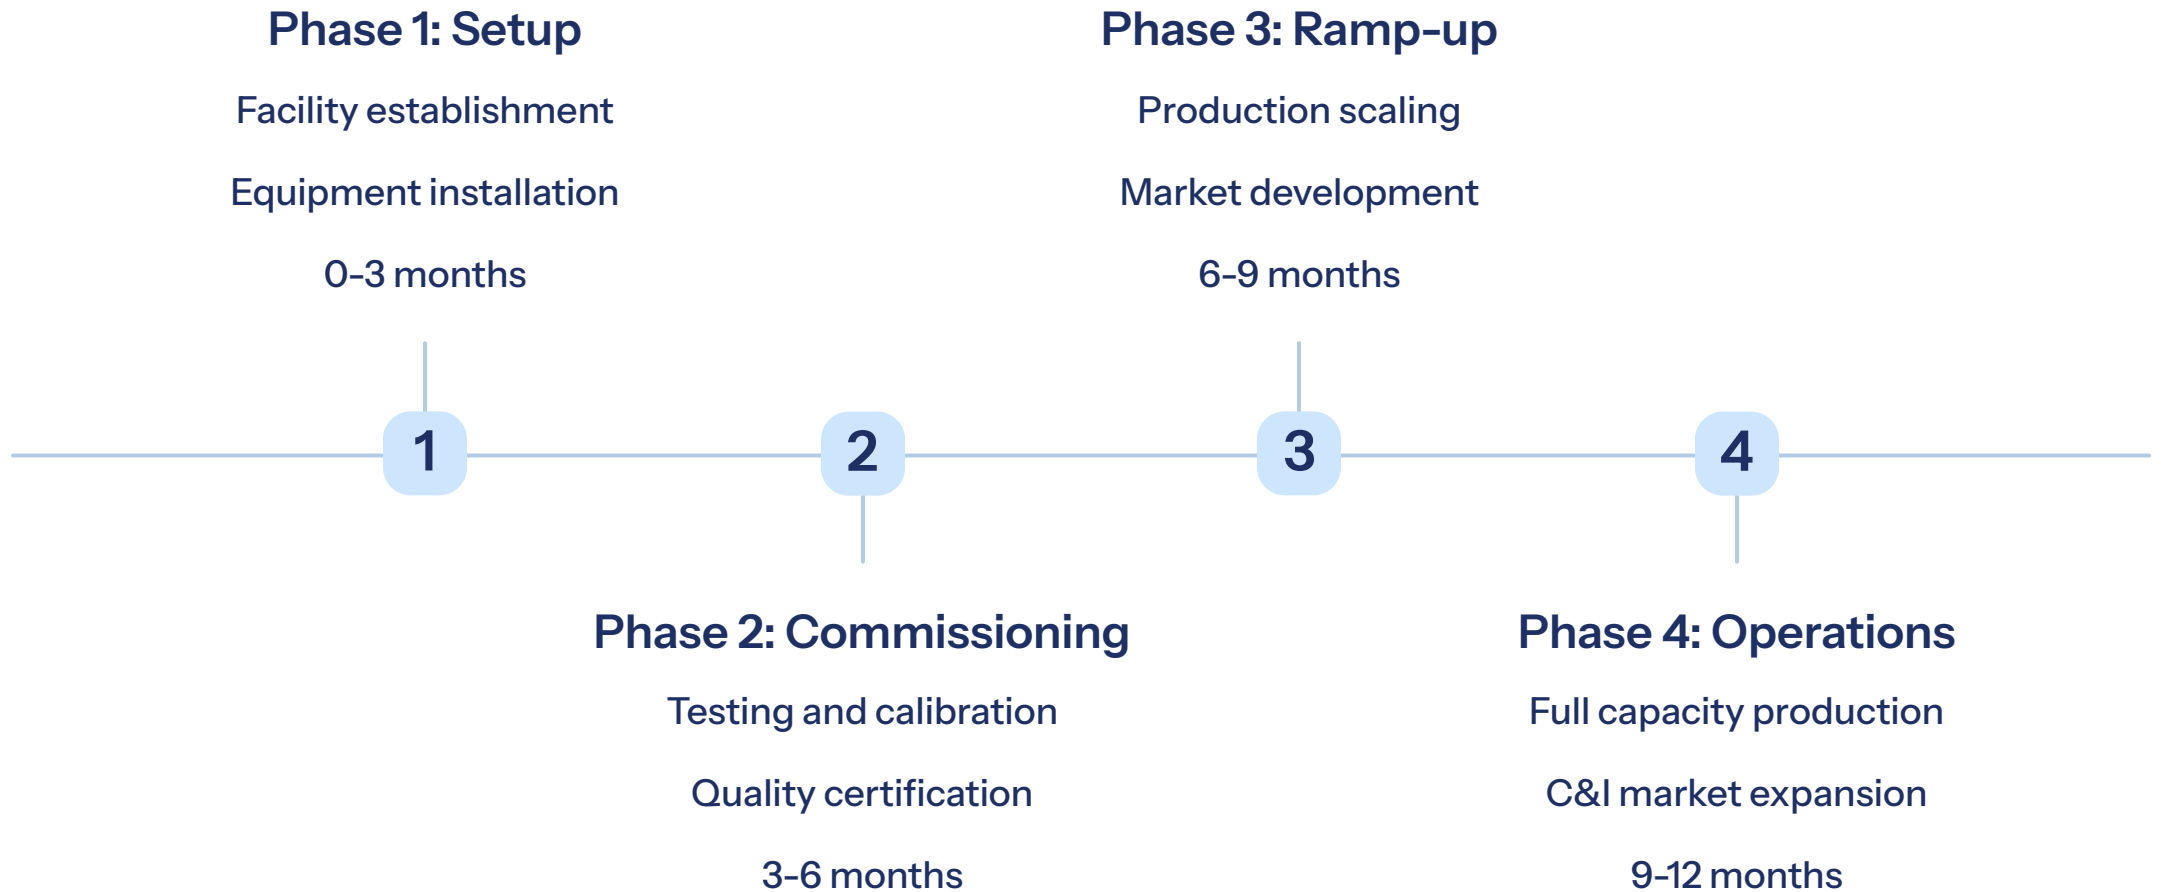 Phase 1: Setup
Facility establishment
Equipment installation
0-3 months
1
2
Phase 2: Commissioning
Testing and calibration
Quality certification
3-6 months
Phase 3: Ramp-up
Production scaling
Market development
6-9 months
3
4
Phase 4: Operations
Full capacity production
C&I market expansion
9-12 months